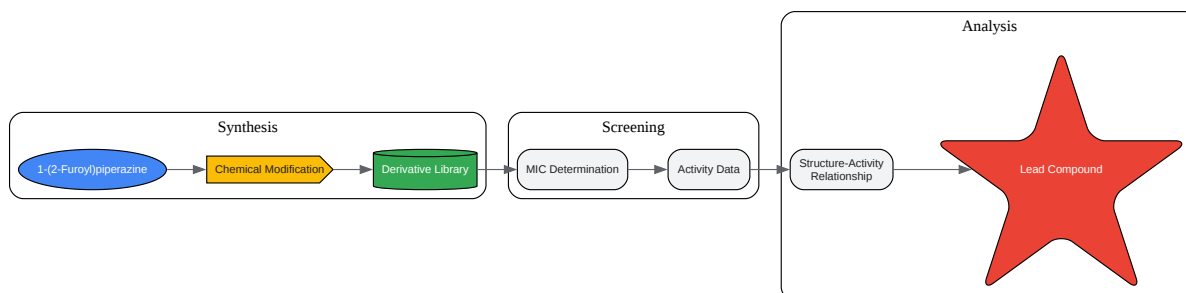 Synthesis
1-(2-Furoyl)piperazine
Chemical Modification
Derivative Library
Screening
MIC Determination
Activity Data
Analysis
Structure-Activity
Relationship
Lead Compound